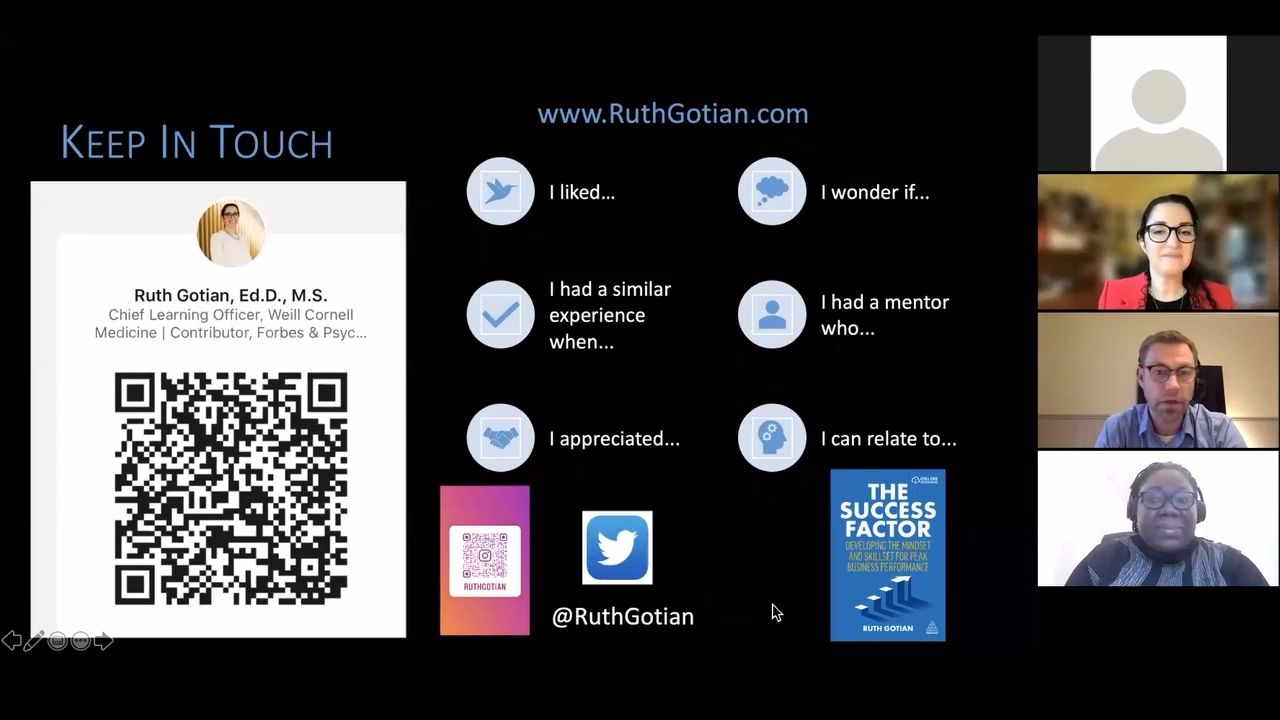 KEEP IN TOUCH
Ruth Gotian, Ed.D., M.S.
Chief Learning Officer, Weill Cornell
Medicine | Contributor, Forbes & Psyc...
www.RuthGotian.com
I liked...
I wonder if...
I had a similar
experience
when...
I had a mentor
who...
I appreciated...
I can relate to...
RUTHGOTIAN
@RuthGotian
THE
SUCCESS
FACTOR
DEVELOPING THE MINDSET
AND SKILLSET FOR PEAK
BUSINESS PERFORMANCE
RUTH GOTIAN